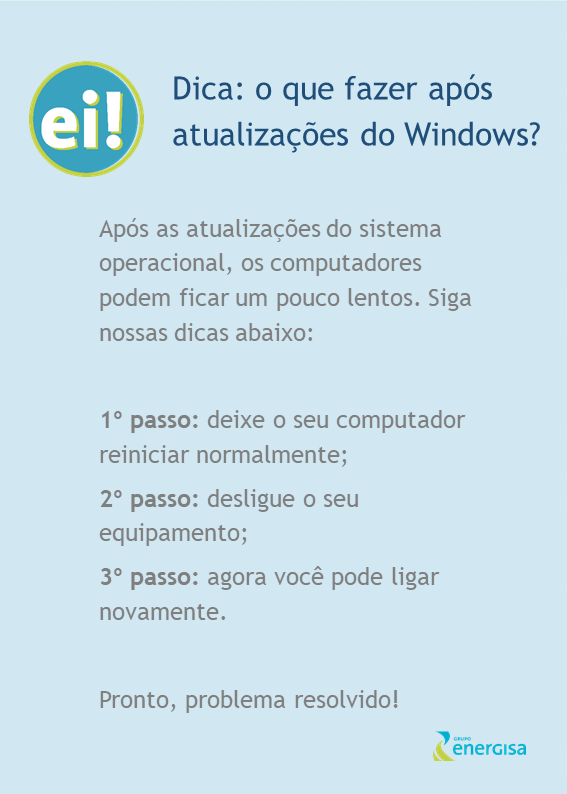 ei!
Dica: o que fazer após
atualizações do Windows?
Após as atualizações do sistema
operacional, os computadores
podem ficar um pouco lentos. Siga
nossas dicas abaixo:
1º passo: deixe o seu computador
reiniciar normalmente;
2º passo: desligue o seu
equipamento;
3º passo: agora você pode ligar
novamente.
Pronto, problema resolvido!
GRUPO
energisa